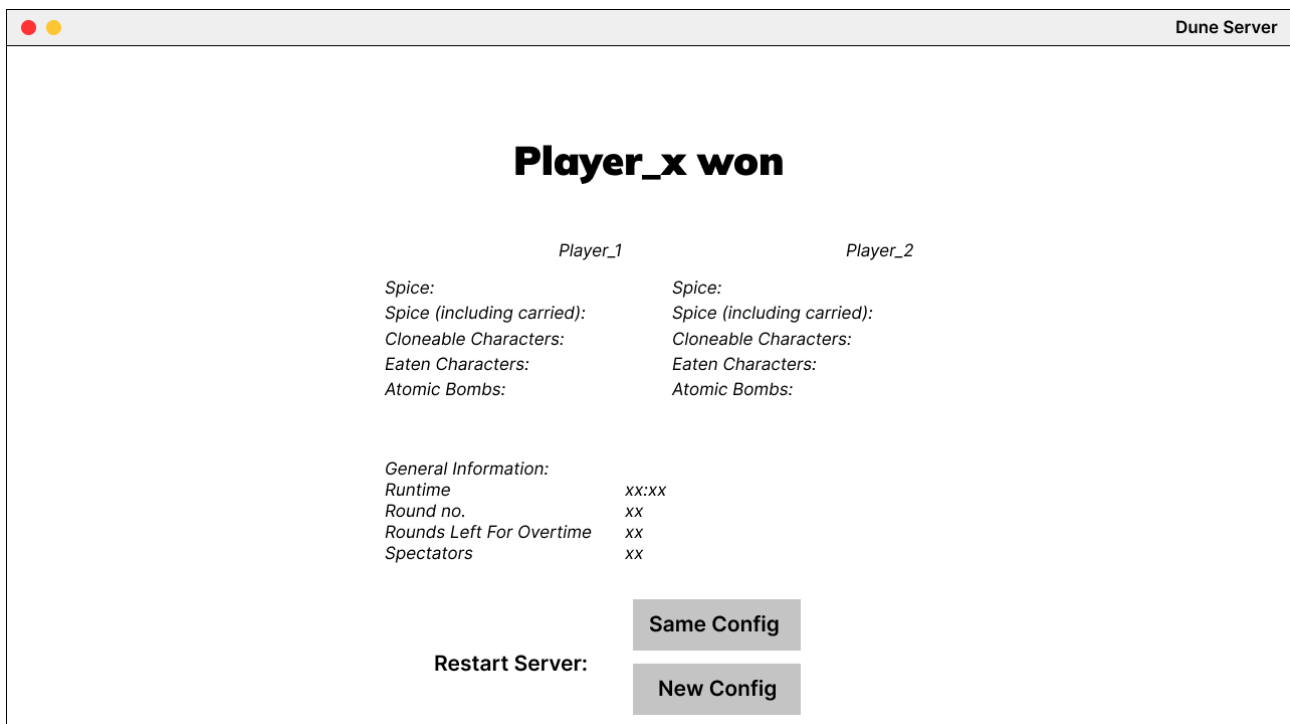 Dune Server
Player_x won
Player_1 Player_2
Spice: Spice:
Spice (including carried): Spice (including carried):
Cloneable Characters: Cloneable Characters:
Eaten Characters: Eaten Characters:
Atomic Bombs: Atomic Bombs:
General Information:
Runtime xx:xx
Round no. xx
Rounds Left For Overtime xx
Spectators xx
Same Config
Restart Server:
New Config